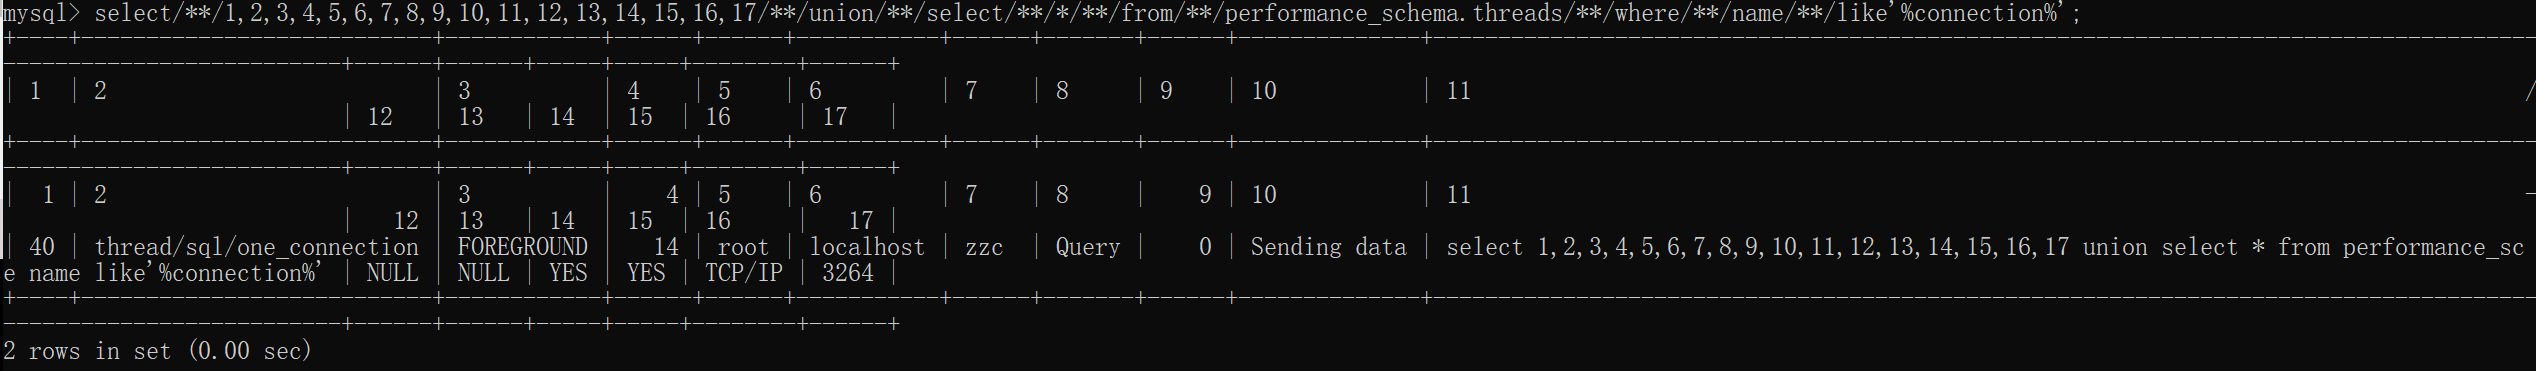 mysql> select/**/1,2,3,4,5,6,7,8,9,10,11,12,13,14,15,16,17/**/union/**/select/**/*/**/from/**/performance_schema.threads/**/where/**/name/**/like'%connection%';
| 1 | 2 | 3 | 4 | 5 | 6 | 7 | 8 | 9 | 10 | 11
| 12 | 13 | 14 | 15 | 16 | 17 |
| 1 | 2 | 3 | 4 | 5 | 6 | 7 | 8 | 9 | 10 | 11
| 12 | 13 | 14 | 15 | 16 | 17 |
| 40 | thread/sql/one_connection | FOREGROUND | 14 | root | localhost | zzc | Query | 0 | Sending data | select 1,2,3,4,5,6,7,8,9,10,11,12,13,14,15,16,17 union select * from performance_sc
e name like'%connection%' | NULL | NULL | YES | YES | TCP/IP | 3264 |
2 rows in set (0.00 sec)